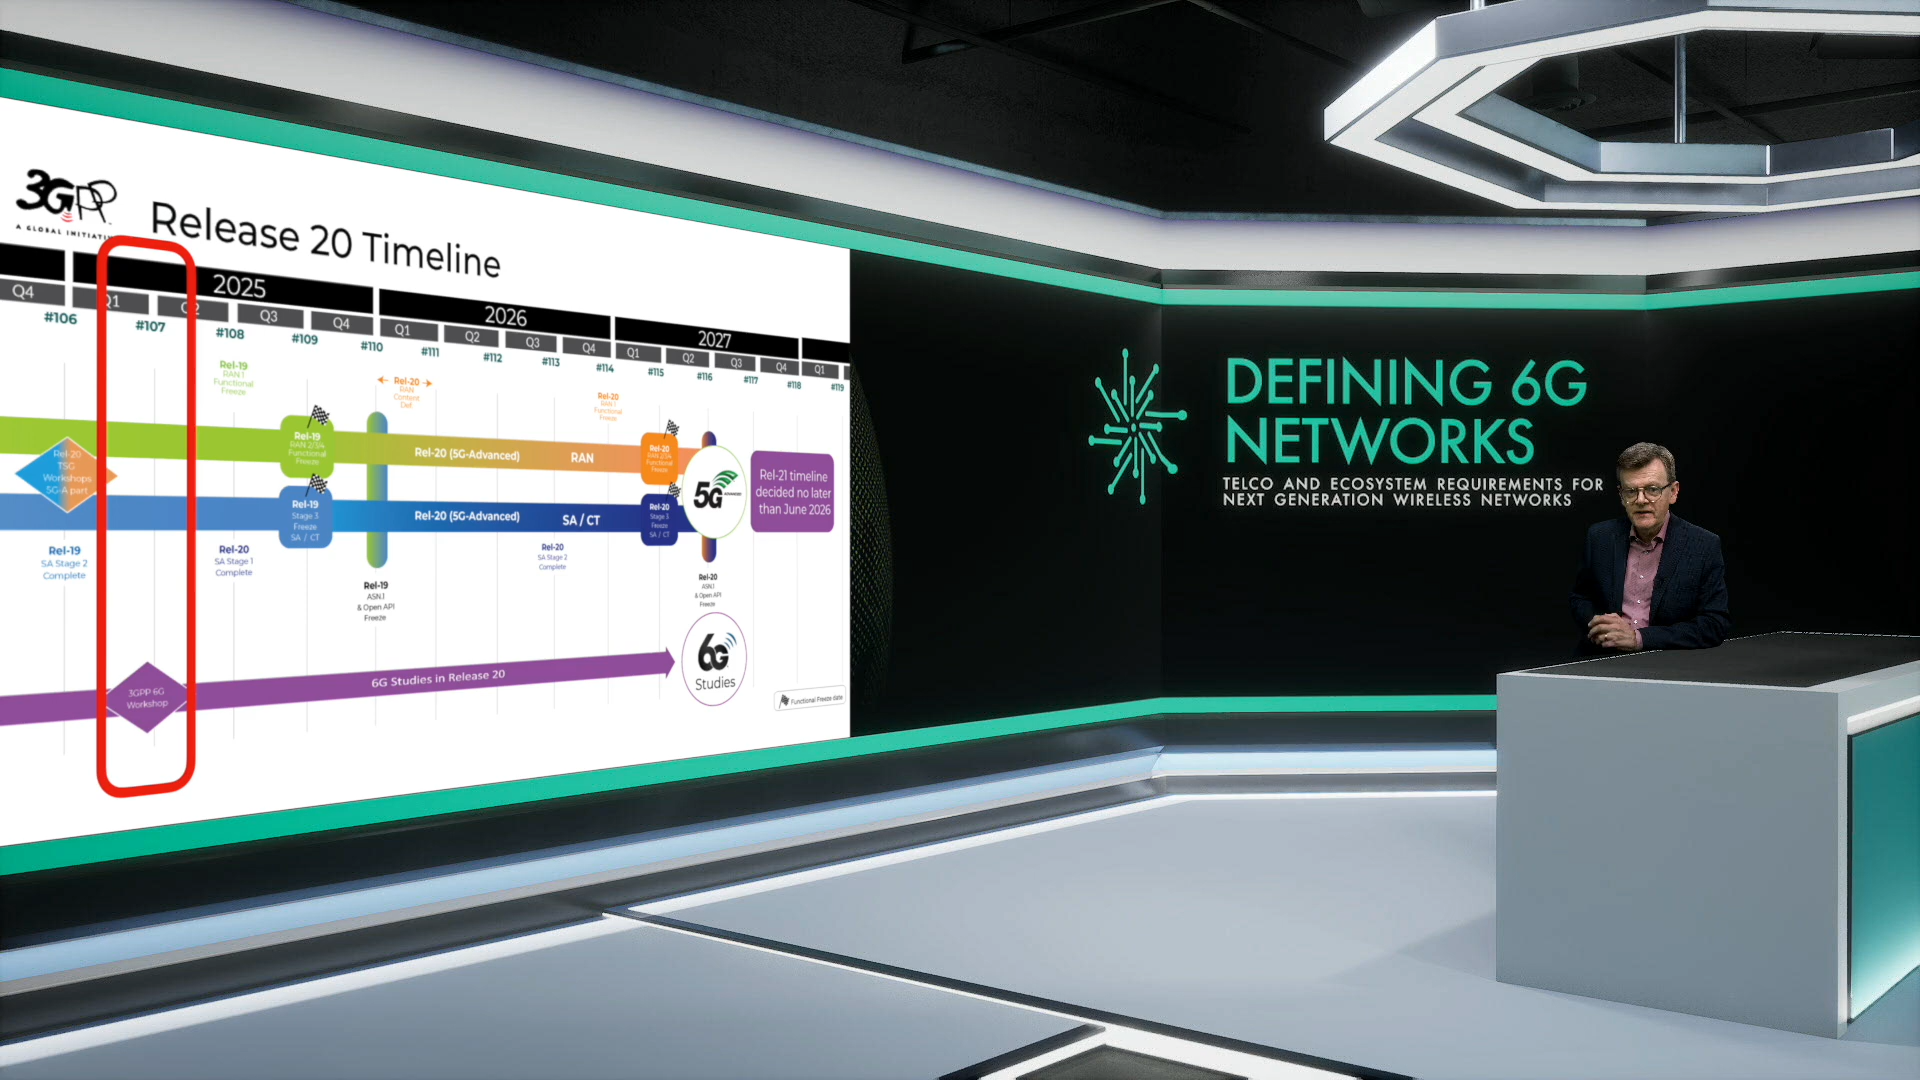 3GPP
A GLOBAL INITIATIVE
Release 20 Timeline
2025
2026
2027
Q4
Q1
Q2
Q3
Q4
Q1
Q2
Q3
Q4
Q1
Q2
Q3
Q4
Q1
#106
#107
#108
#109
#110
#111
#112
#113
#114
#115
#116
#117
#118
#119
Rel-19
RAN 1
Functional
Freeze
Rel-20
RAN
Content
Def.
Rel-20
RAN 1
Functional
Freeze
Rel-20
TSG
Workshops
5G-A part
Rel-19
RAN 2/3/4
Functional
Freeze
Rel-20 (5G-Advanced)
RAN
Rel-20
RAN 2/3/4
Functional
Freeze
Rel-19
Stage 3
Freeze
SA / CT
Rel-20 (5G-Advanced)
SA / CT
Rel-20
Stage 3
Freeze
SA / CT
5G
ADVANCED
Rel-21 timeline
decided no later
than June 2026
Rel-19
SA Stage 2
Complete
Rel-20
SA Stage 1
Complete
Rel-19
ASN.1
& Open API
Freeze
Rel-20
SA Stage 2
Complete
Rel-20
ASN.1
& Open API
Freeze
3GPP 6G
Workshop
6G Studies in Release 20
6G
Studies
Functional Freeze date
DEFINING 6G
NETWORKS
TELCO AND ECOSYSTEM REQUIREMENTS FOR
NEXT GENERATION WIRELESS NETWORKS